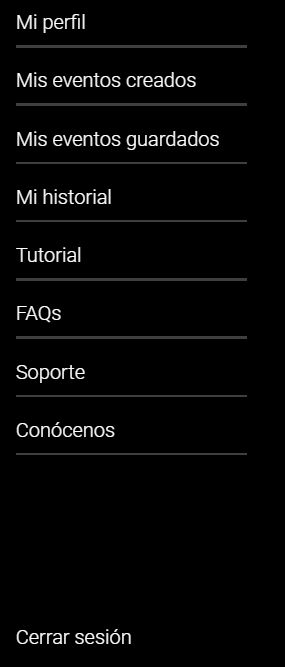 Mi perfil
Mis eventos creados
Mis eventos guardados
Mi historial
Tutorial
FAQs
Soporte
Conócenos
Cerrar sesión